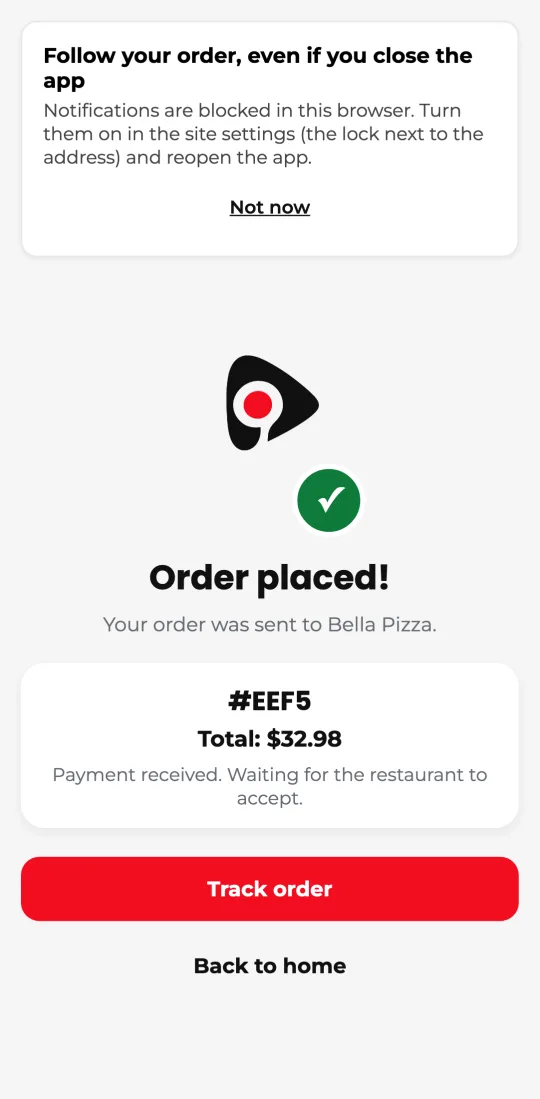 Follow your order, even if you close the
app
Notifications are blocked in this browser. Turn
them on in the site settings (the lock next to the
address) and reopen the app.
Not now
Order placed!
Your order was sent to Bella Pizza.
#EEF5
Total: $32.98
Payment received. Waiting for the restaurant to
accept.
Track order
Back to home